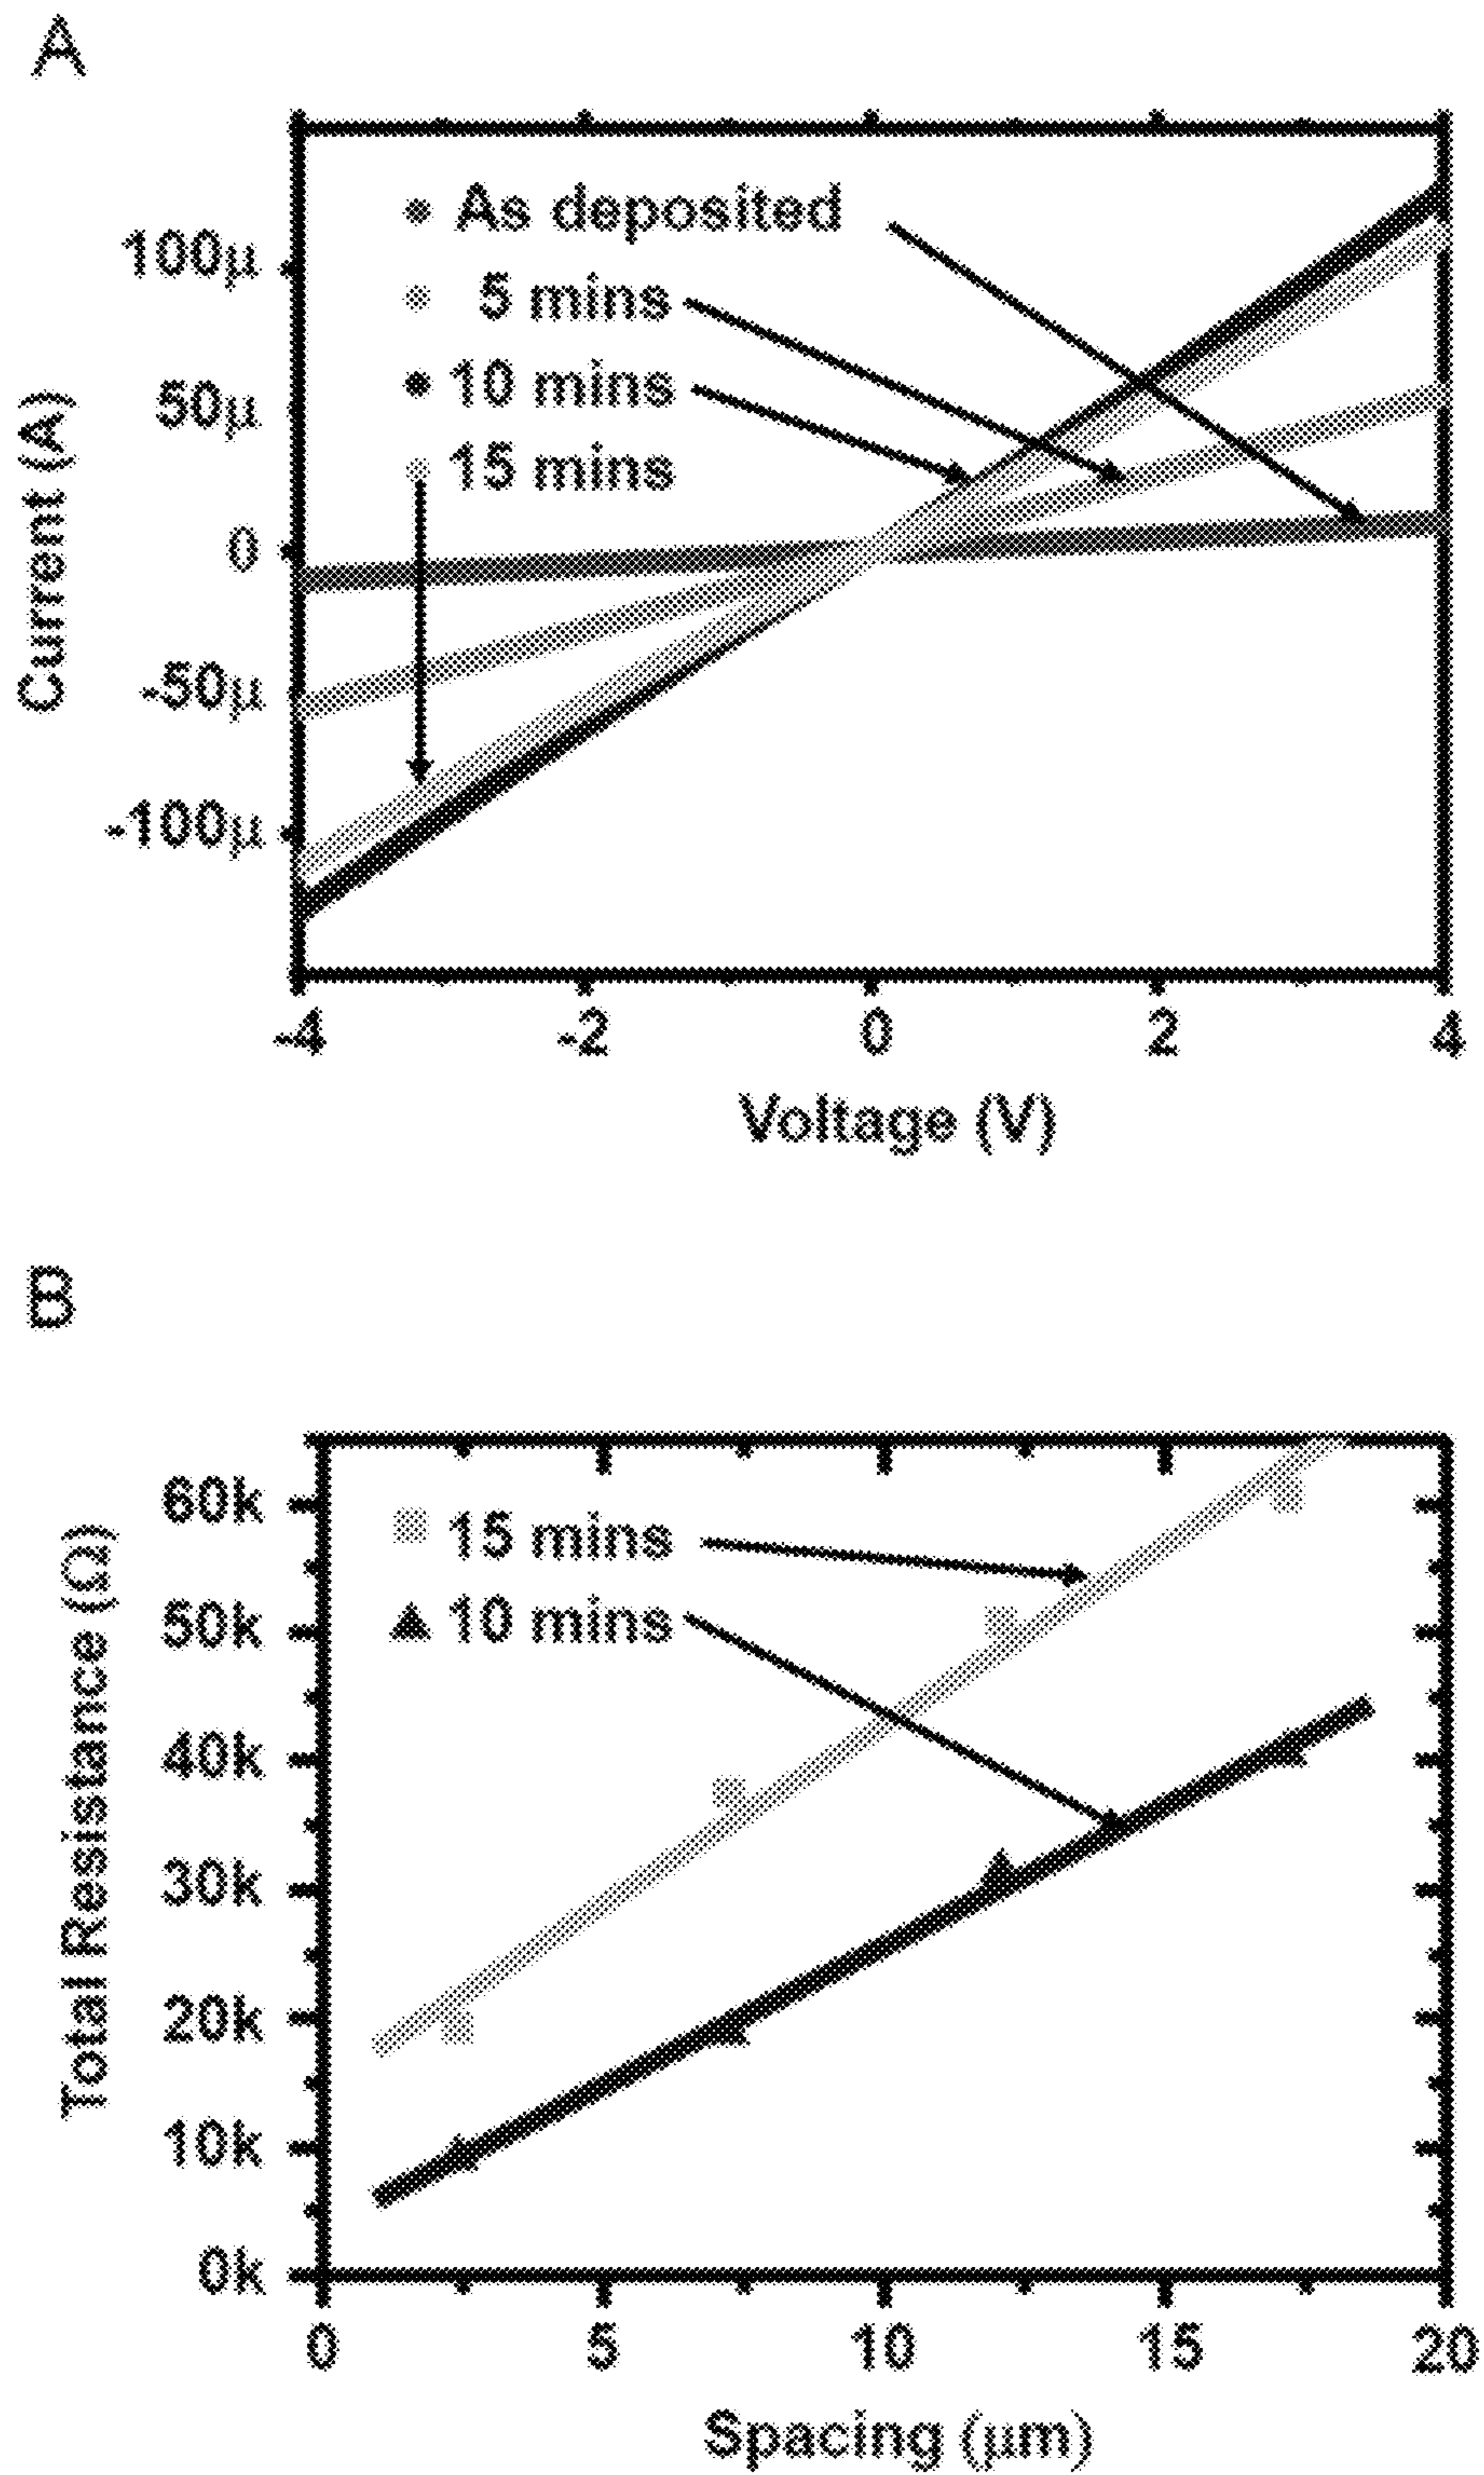 A
As deposited
5 mins
10 mins
15 mins
100µ
50µ
0
-50µ
-100µ
Current (A)
-4 -2 0 2 4
Voltage (V)
B
15 mins
10 mins
60k
50k
40k
30k
20k
10k
0k
Total Resistance (Ω)
0 5 10 15 20
Spacing (µm)